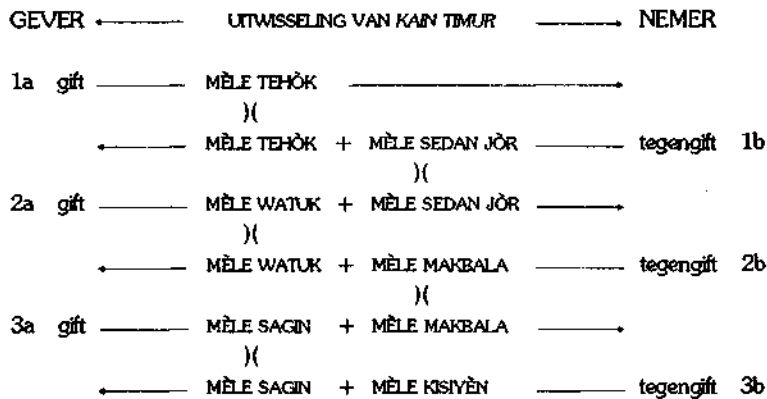 GEVER UITWISSELING VAN KAIN TIMUR NEMER
1a gift MÈLE TEHÒK
)(
MÈLE TEHÒK + MÈLE SEDAN JÒR tegengift 1b
)(
2a gift MÈLE WATUK + MÈLE SEDAN JÒR
)(
MÈLE WATUK + MÈLE MAKBALA tegengift 2b
)(
3a gift MÈLE SAGIN + MÈLE MAKBALA
)(
MÈLE SAGIN + MÈLE KISIYÈN tegengift 3b